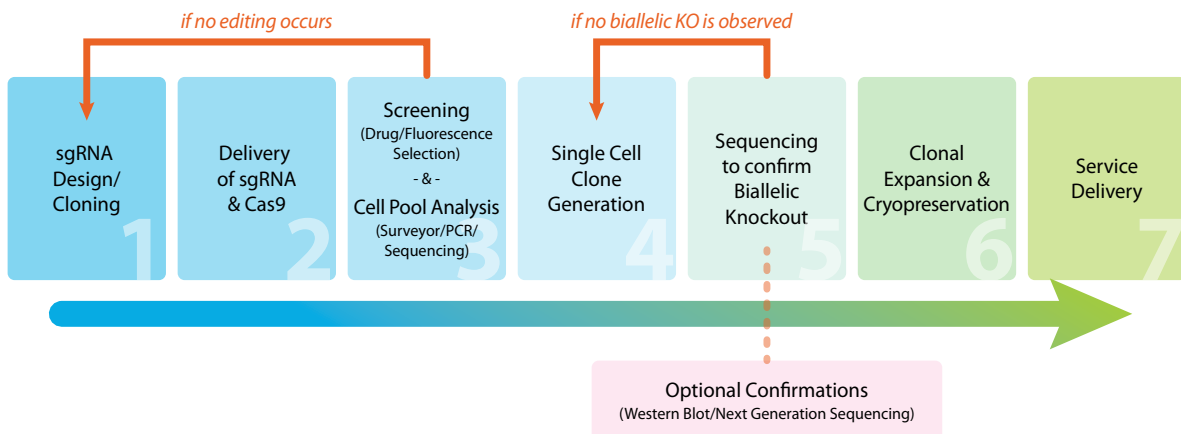 if no editing occurs
if no biallelic KO is observed
sgRNA
Design/
Cloning
1
Delivery
of sgRNA
& Cas9
2
Screening
(Drug/Fluorescence
Selection)
- & -
Cell Pool Analysis
(Surveyor/PCR/
Sequencing)
3
Single Cell
Clone
Generation
4
Sequencing
to confirm
Biallelic
Knockout
5
Clonal
Expansion &
Cryopreservation
6
Service
Delivery
7
Optional Confirmations
(Western Blot/Next Generation Sequencing)